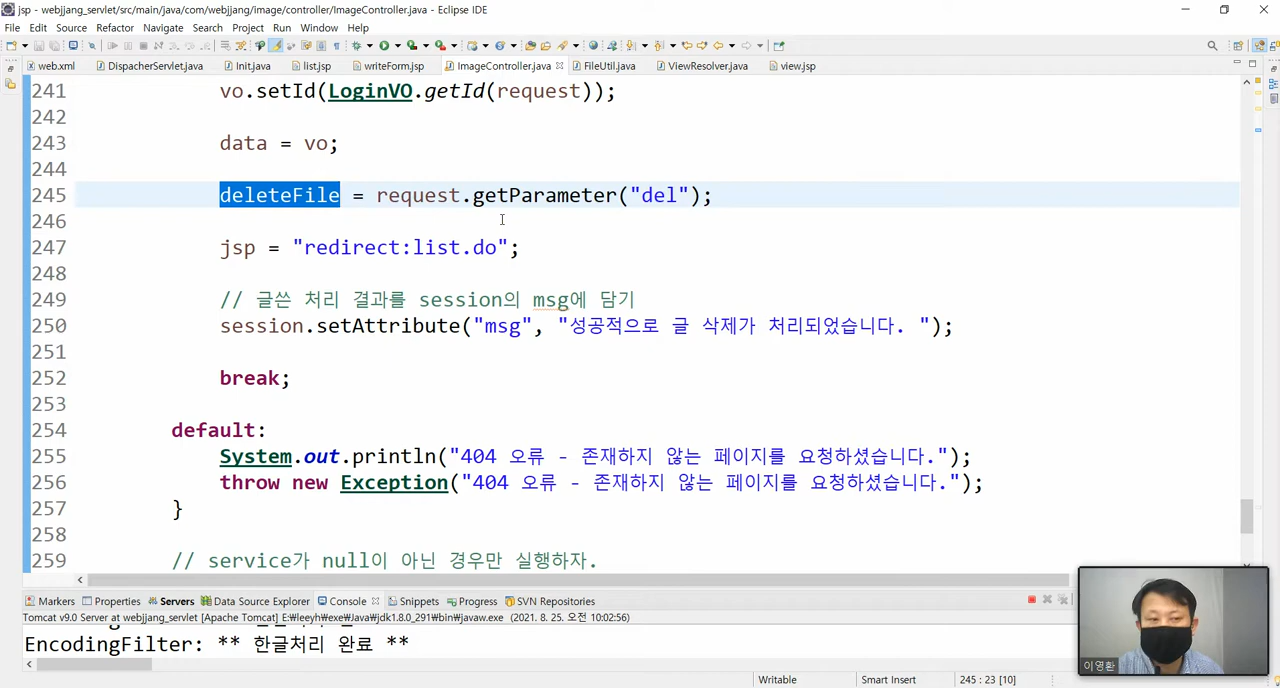 jsp - webjjang_servlet/src/main/java/com/webjjang/image/controller/ImageController.java - Eclipse IDE
File Edit Source Refactor Navigate Search Project Run Window Help
web.xml DispacherServlet.java Init.java list.jsp writeForm.jsp ImageController.java FileUtil.java ViewResolver.java view.jsp
241 vo.setId(LoginVO.getId(request));
242
243 data = vo;
244
245 deleteFile = request.getParameter("del");
246
247 jsp = "redirect:list.do";
248
249 // 글쓴 처리 결과를 session의 msg에 담기
250 session.setAttribute("msg", "성공적으로 글 삭제가 처리되었습니다. ");
251
252 break;
253
254 default:
255 System.out.println("404 오류 - 존재하지 않는 페이지를 요청하셨습니다.");
256 throw new Exception("404 오류 - 존재하지 않는 페이지를 요청하셨습니다.");
257 }
258
259 // service가 null이 아닌 경우만 실행하자.
Markers Properties Servers Data Source Explorer Console Snippets Progress SVN Repositories
Tomcat v9.0 Server at webjjang_servlet [Apache Tomcat] E:₩leeyh₩exe₩Java₩jdk1.8.0_291₩bin₩javaw.exe (2021. 8. 25. 오전 10:02:56)
EncodingFilter: ** 한글처리 완료 **
이영환
Writable Smart Insert 245 : 23 [10]